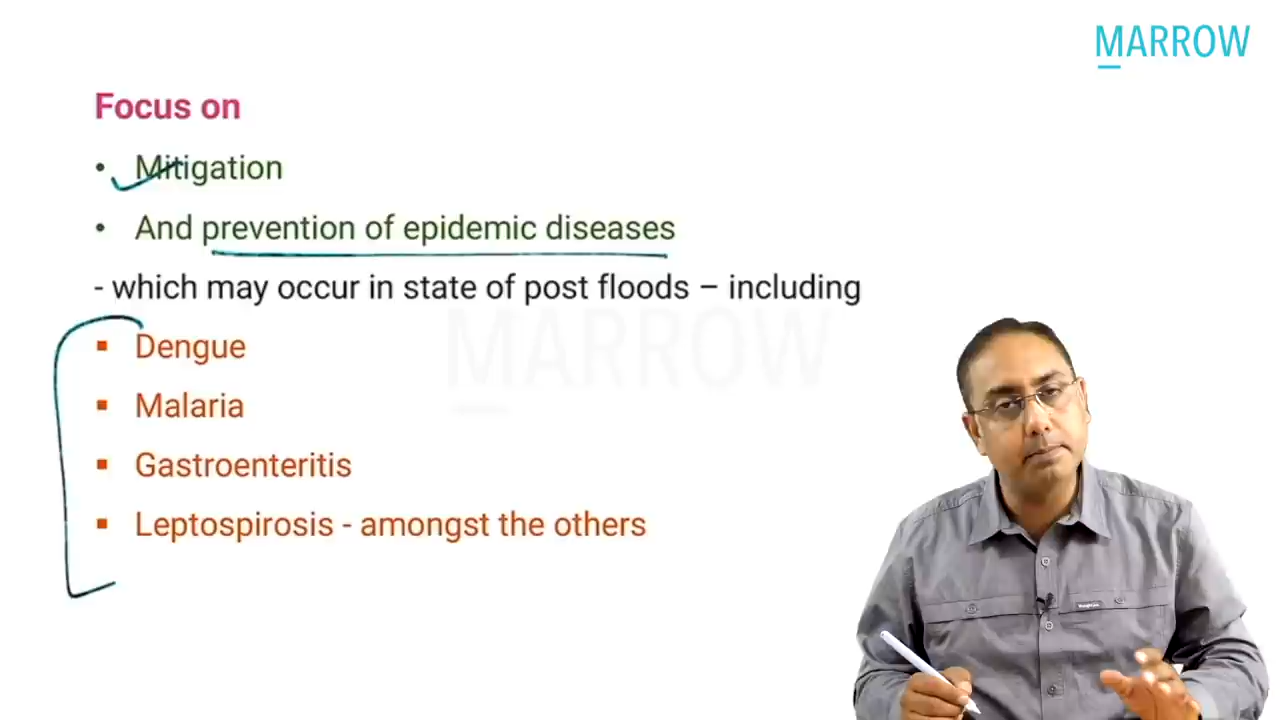 MARROW
Focus on
• Mitigation
• And prevention of epidemic diseases
- which may occur in state of post floods – including
▪ Dengue
▪ Malaria
▪ Gastroenteritis
▪ Leptospirosis - amongst the others
MARROW